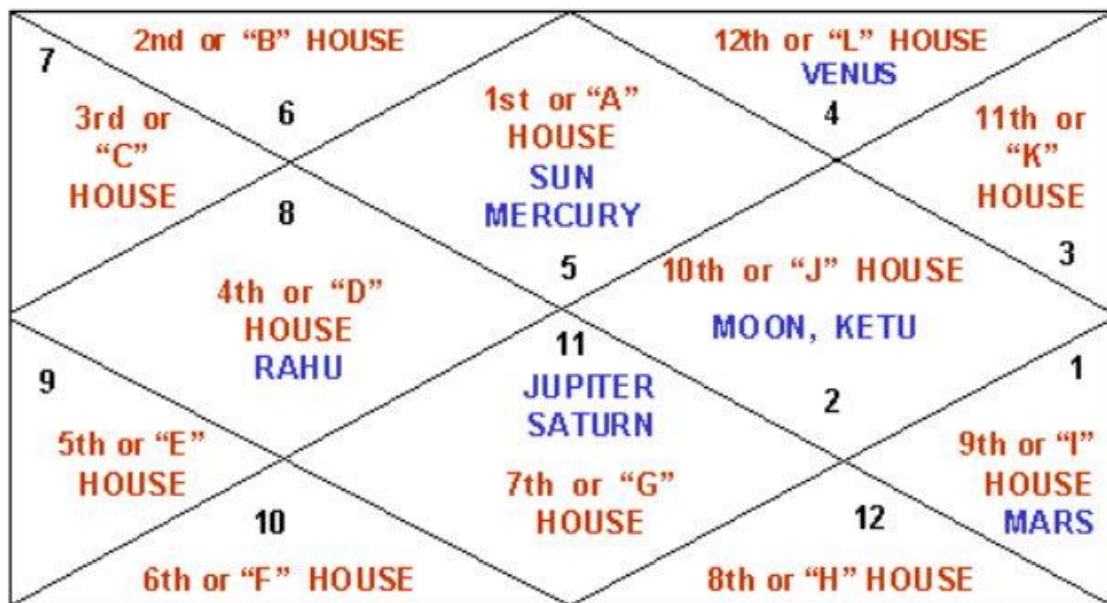 2nd or “B” HOUSE
12th or “L” HOUSE
VENUS
7
3rd or
“C”
HOUSE
6
1st or “A”
HOUSE
SUN
MERCURY
5
4
11th or
“K”
HOUSE
3
8
4th or “D”
HOUSE
RAHU
10th or “J” HOUSE
MOON, KETU
2
9
5th or “E”
HOUSE
11
JUPITER
SATURN
7th or “G”
HOUSE
1
9th or “I”
HOUSE
MARS
10
6th or “F” HOUSE
12
8th or “H” HOUSE